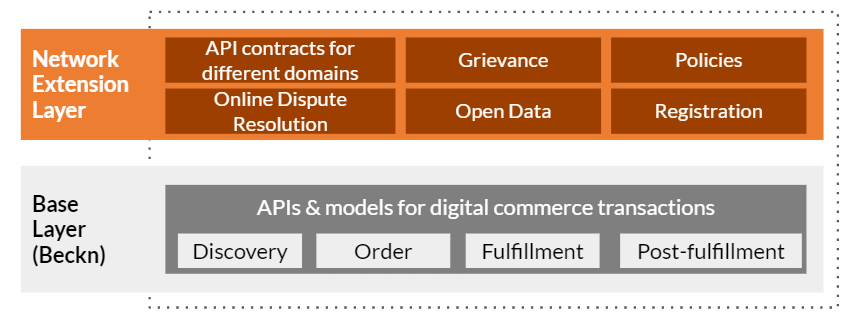 Network
Extension
Layer
API contracts for
different domains
Grievance
Policies
Online Dispute
Resolution
Open Data
Registration
Base
Layer
(Beckn)
APIs & models for digital commerce transactions
Discovery
Order
Fulfillment
Post-fulfillment